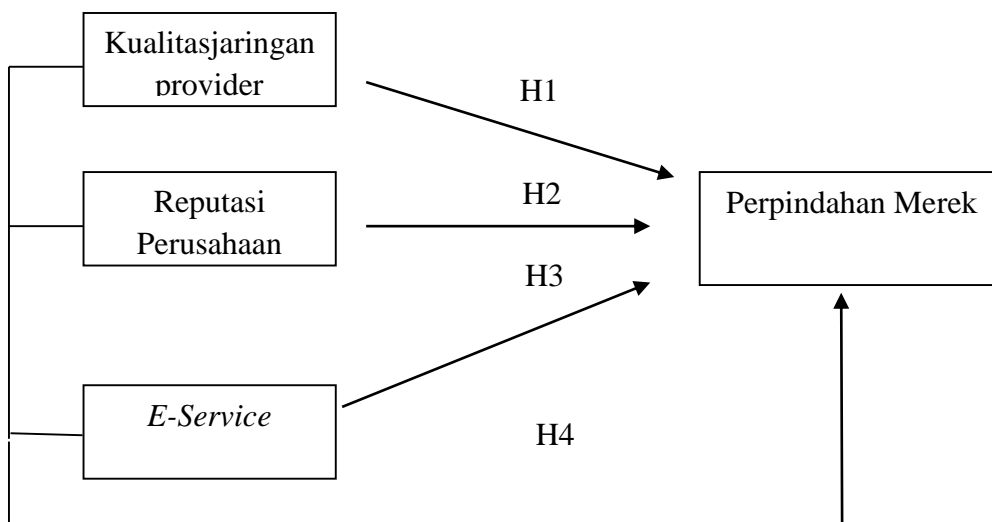 Kualitasjaringan
provider
H1
Reputasi
Perusahaan
H2
Perpindahan Merek
H3
E-Service
H4